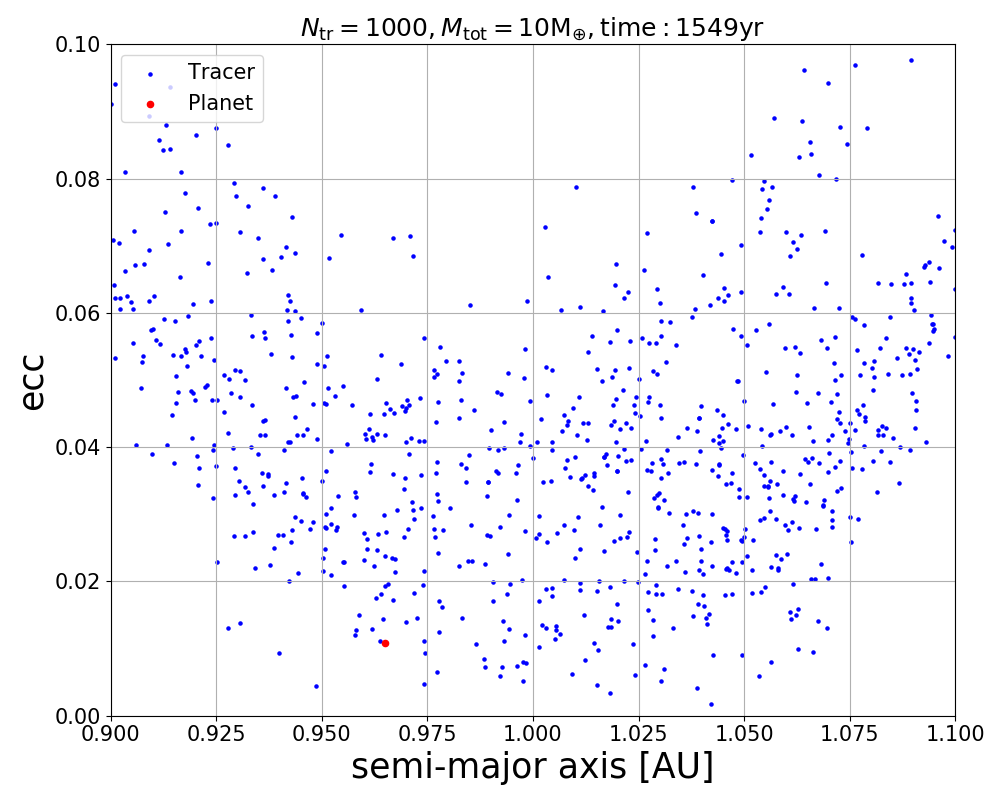 N_tr = 1000, M_tot = 10M_⊕, time : 1549yr
Tracer
Planet
0.10
0.08
0.06
0.04
0.02
0.00
ecc
0.900 0.925 0.950 0.975 1.000 1.025 1.050 1.075 1.100
semi-major axis [AU]